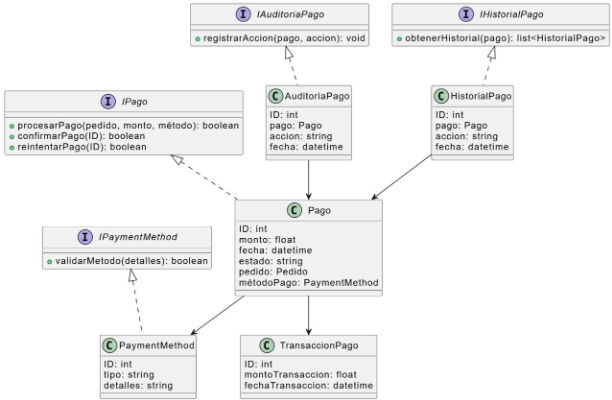 I IAuditoriaPago
registrarAccion(pago, accion): void
I IHistorialPago
obtenerHistorial(pago): list<HistorialPago>
I IPago
procesarPago(pedido, monto, método): boolean
confirmarPago(ID): boolean
reintentarPago(ID): boolean
C AuditoriaPago
ID: int
pago: Pago
accion: string
fecha: datetime
C HistorialPago
ID: int
pago: Pago
accion: string
fecha: datetime
I IPaymentMethod
validarMetodo(detalles): boolean
C Pago
ID: int
monto: float
fecha: datetime
estado: string
pedido: Pedido
métodoPago: PaymentMethod
C PaymentMethod
ID: int
tipo: string
detalles: string
C TransaccionPago
ID: int
montoTransaccion: float
fechaTransaccion: datetime